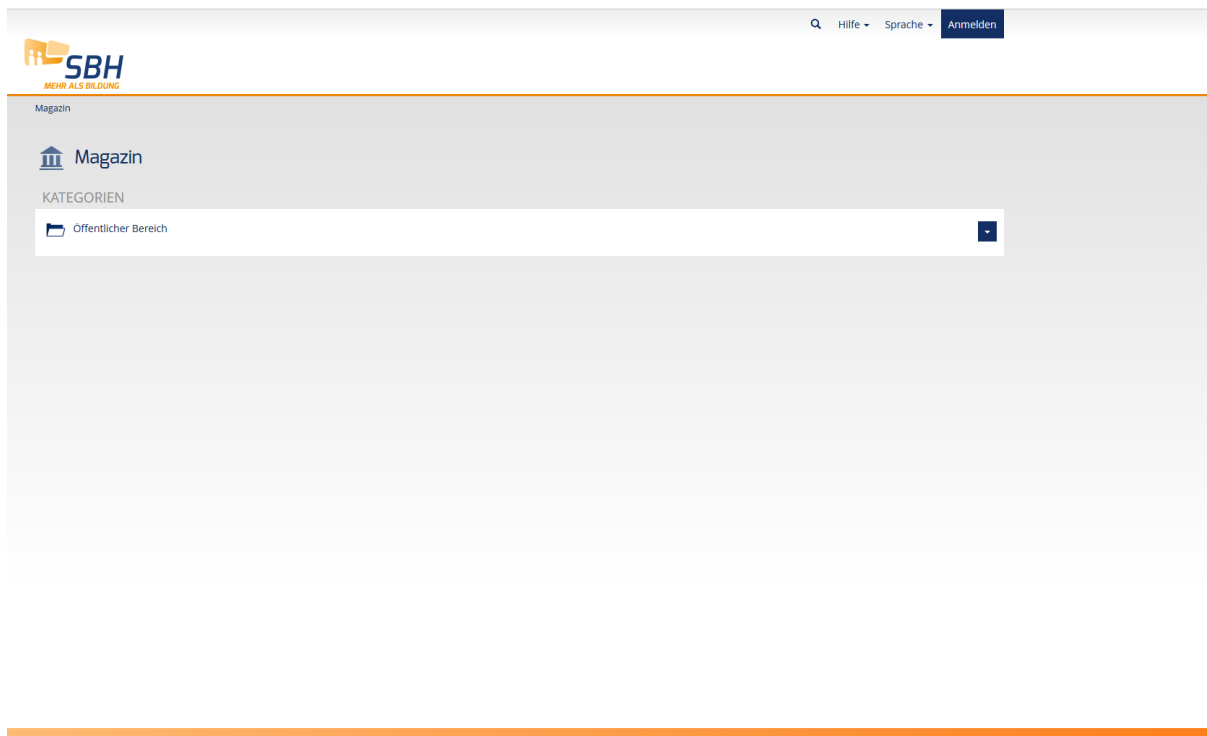 Hilfe Sprache Anmelden
SBH
MEHR ALS BILDUNG
Magazin
Magazin
KATEGORIEN
Öffentlicher Bereich